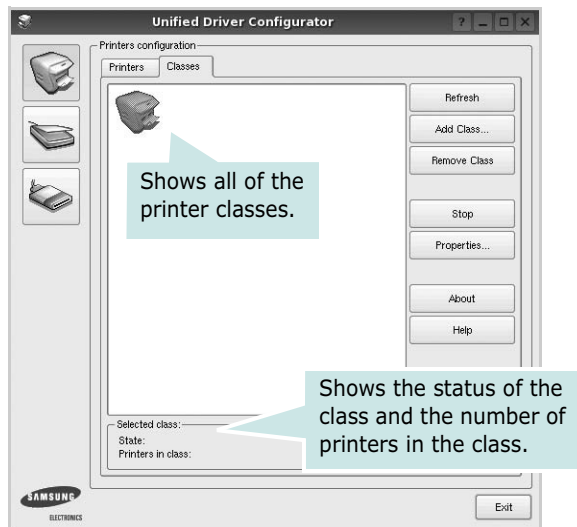 Unified Driver Configurator
Printers configuration
Printers Classes
Refresh
Add Class...
Remove Class
Shows all of the
printer classes.
Stop
Properties...
About
Help
Shows the status of the
class and the number of
printers in the class.
Selected class:
State:
Printers in class:
SAMSUNG
ELECTRONICS
Exit